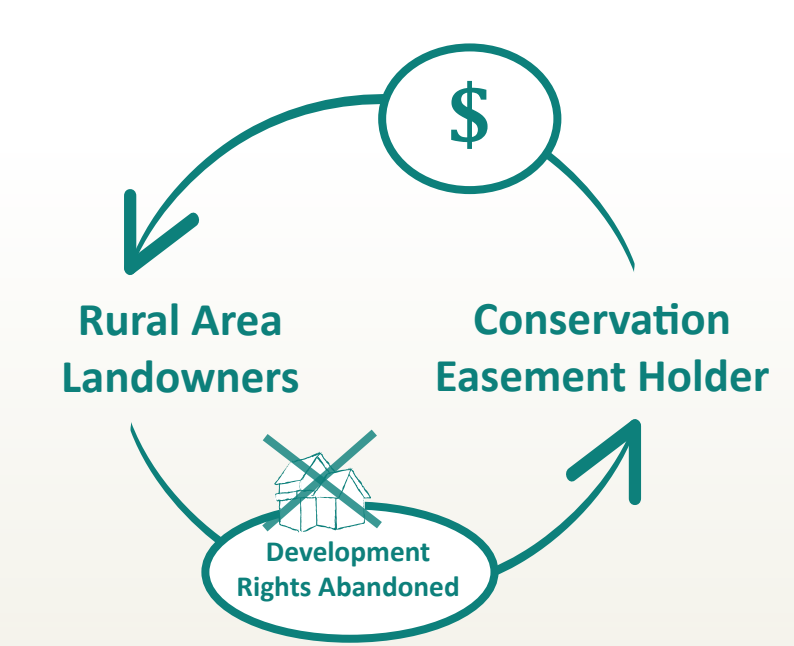 $
Rural Area
Landowners
Conservation
Easement Holder
Development
Rights Abandoned